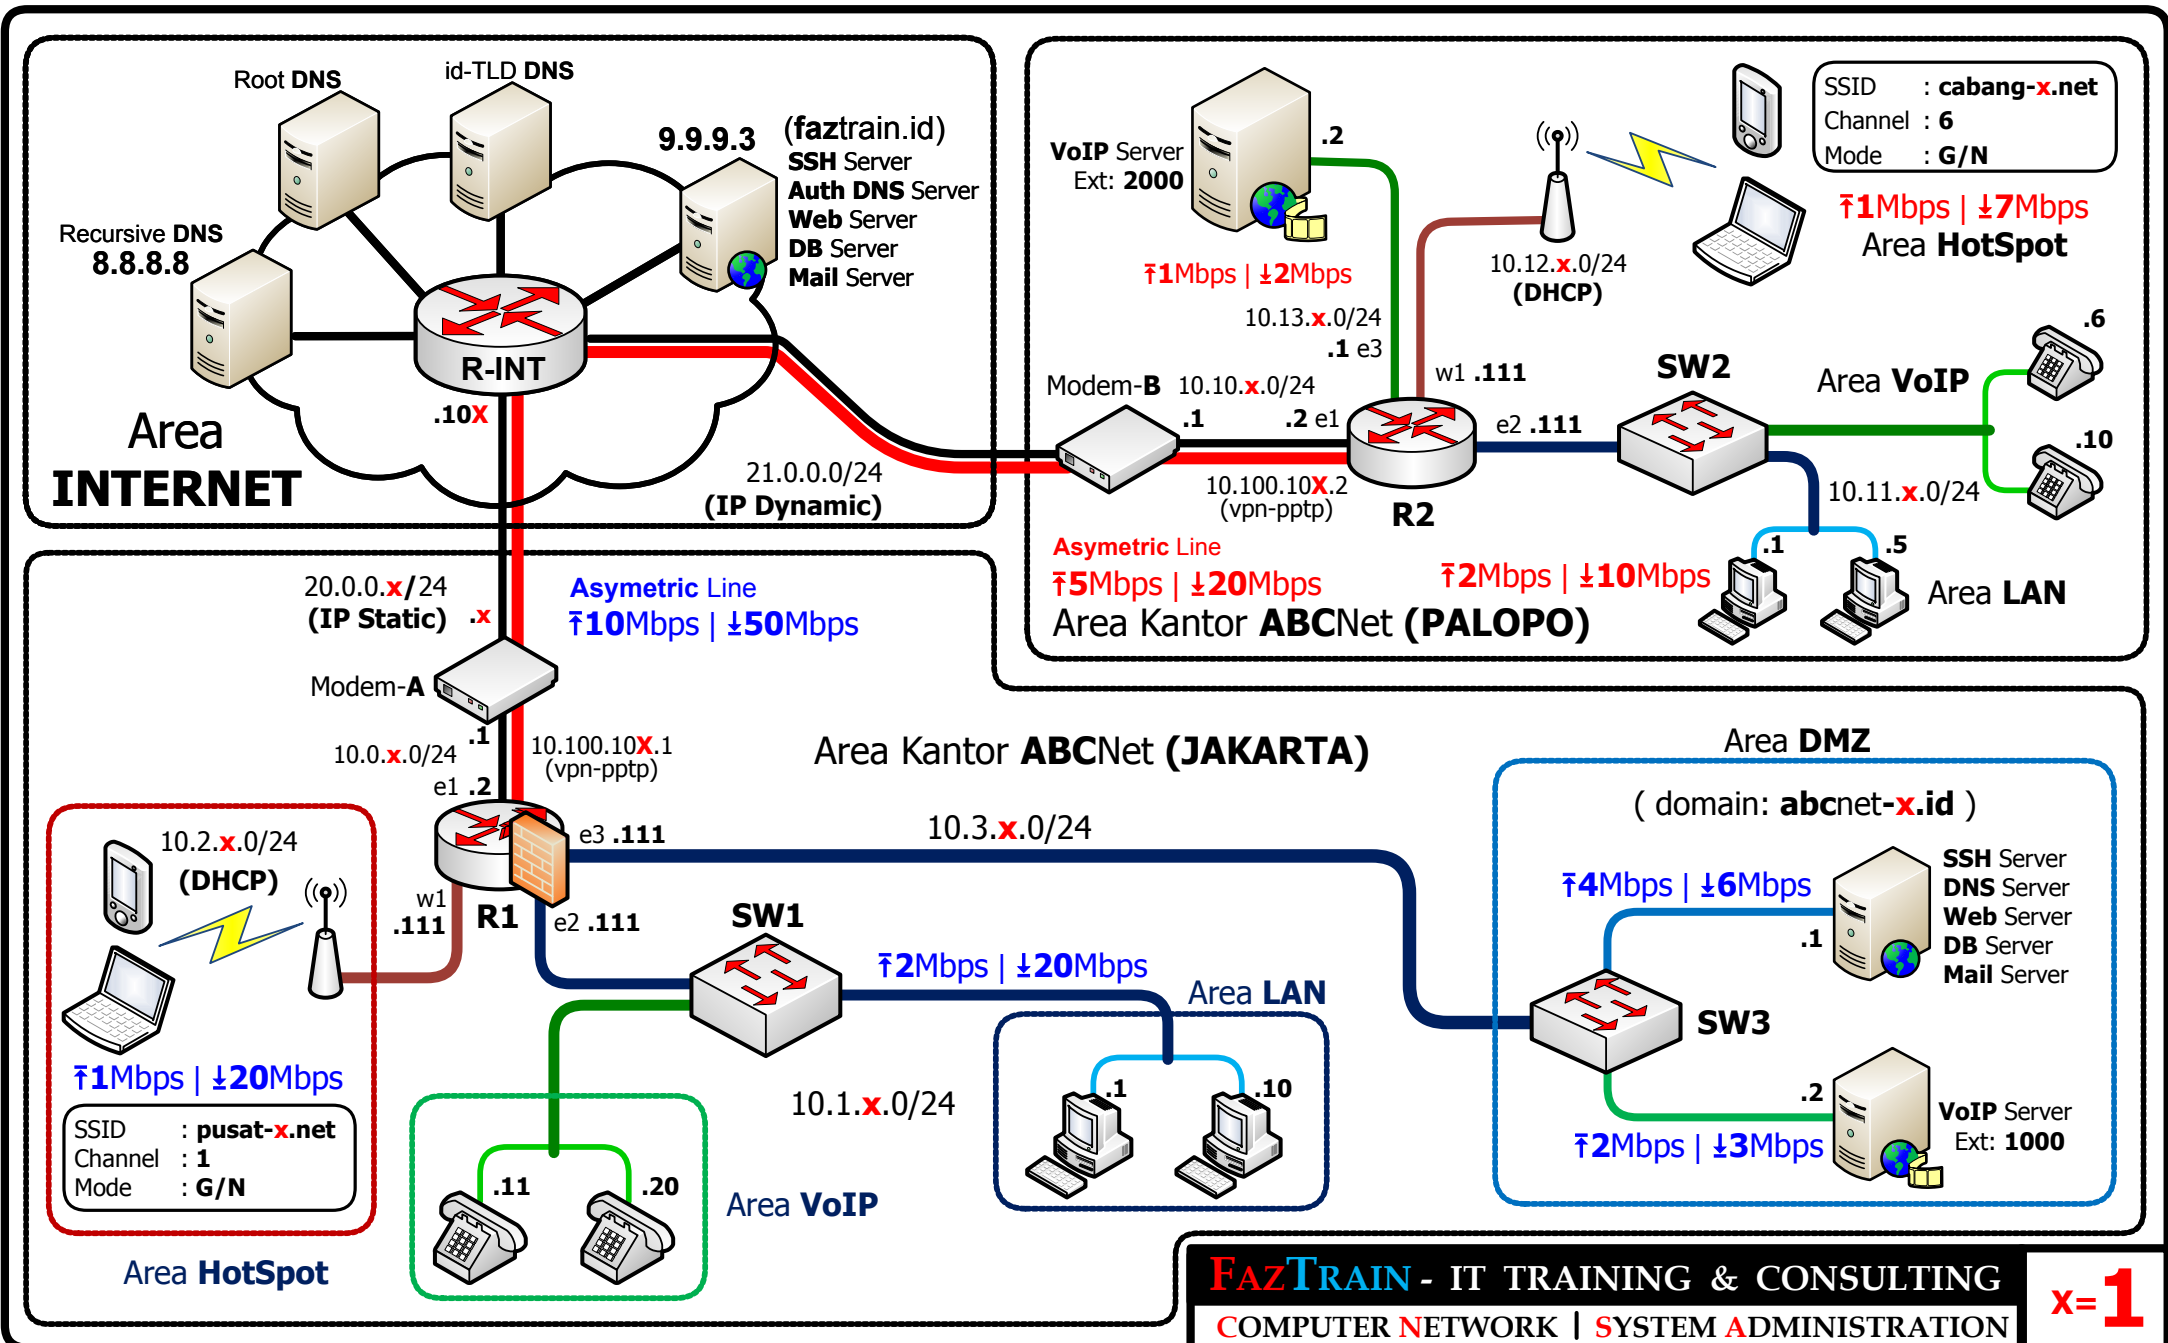 Root DNS
id-TLD DNS
9.9.9.3
(faztrain.id)
SSH Server
Auth DNS Server
Web Server
DB Server
Mail Server
Recursive DNS
8.8.8.8
R-INT
.10X
Area
INTERNET
21.0.0.0/24
(IP Dynamic)
VoIP Server
Ext: 2000
.2
1Mbps | 2Mbps
10.13.x.0/24
.1 e3
10.12.x.0/24
(DHCP)
SSID : cabang-x.net
Channel : 6
Mode : G/N
1Mbps | 7Mbps
Area HotSpot
Modem-B
10.10.x.0/24
.1
.2 e1
w1 .111
e2 .111
SW2
Area VoIP
.6
.10
10.100.10X.2
(vpn-pptp)
R2
10.11.x.0/24
Asymetric Line
5Mbps | 20Mbps
2Mbps | 10Mbps
.1
.5
Area LAN
Area Kantor ABCNet (PALOPO)
20.0.0.x/24
(IP Static)
.x
Asymetric Line
10Mbps | 50Mbps
Modem-A
.1
10.0.x.0/24
10.100.10X.1
(vpn-pptp)
e1 .2
Area Kantor ABCNet (JAKARTA)
Area DMZ
( domain: abcnet-x.id )
10.2.x.0/24
(DHCP)
w1
.111
R1
e3 .111
e2 .111
10.3.x.0/24
SW1
2Mbps | 20Mbps
Area LAN
4Mbps | 6Mbps
.1
SSH Server
DNS Server
Web Server
DB Server
Mail Server
SW3
1Mbps | 20Mbps
SSID : pusat-x.net
Channel : 1
Mode : G/N
Area HotSpot
10.1.x.0/24
.1
.10
.11
.20
Area VoIP
.2
2Mbps | 3Mbps
VoIP Server
Ext: 1000
FAZTRAIN - IT TRAINING & CONSULTING
COMPUTER NETWORK | SYSTEM ADMINISTRATION
x=1